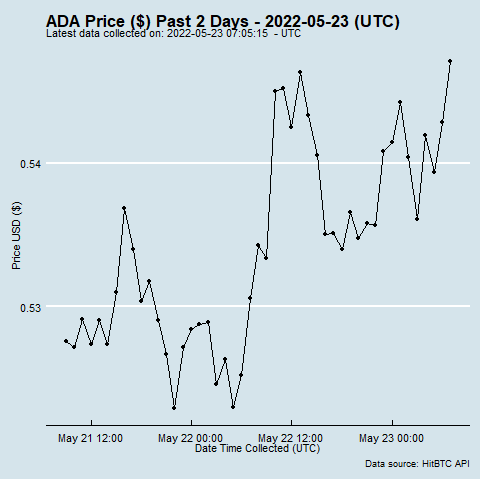 ADA Price ($) Past 2 Days - 2022-05-23 (UTC)
Latest data collected on: 2022-05-23 07:05:15 - UTC
0.54
Price USD ($)
0.53
May 21 12:00 May 22 00:00 May 22 12:00 May 23 00:00
Date Time Collected (UTC)
Data source: HitBTC API